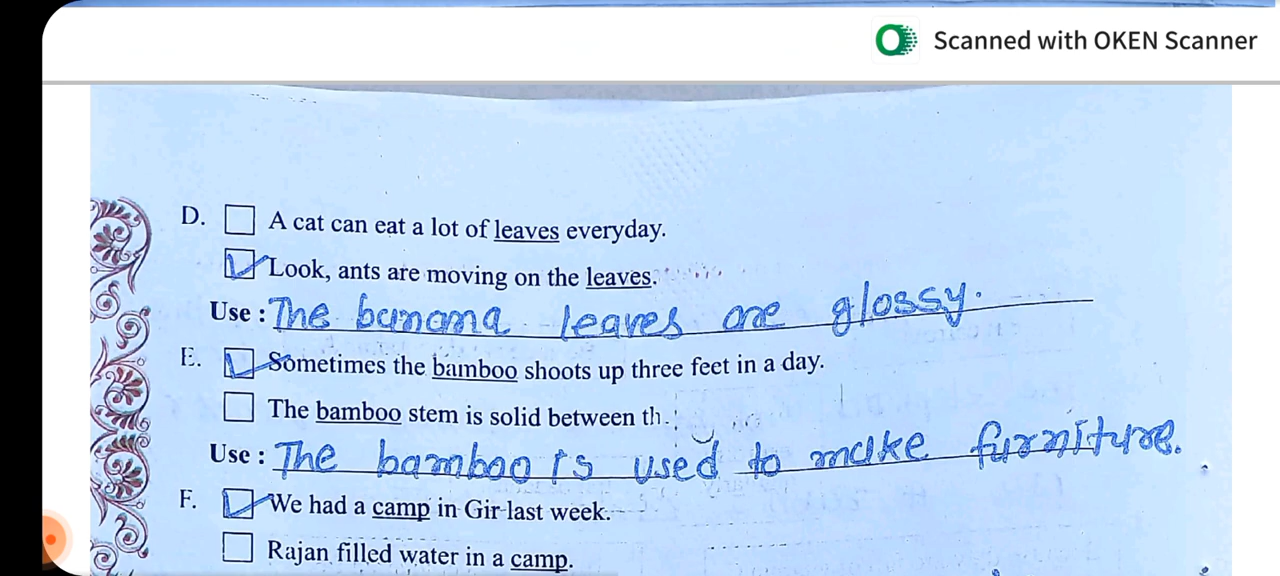 Scanned with OKEN Scanner
D. A cat can eat a lot of leaves everyday.
Look, ants are moving on the leaves.
Use : The banana leaves are glossy.
E. Sometimes the bamboo shoots up three feet in a day.
The bamboo stem is solid between th
Use : The bamboo is used to make furniture.
F. We had a camp in Gir last week.
Rajan filled water in a camp.